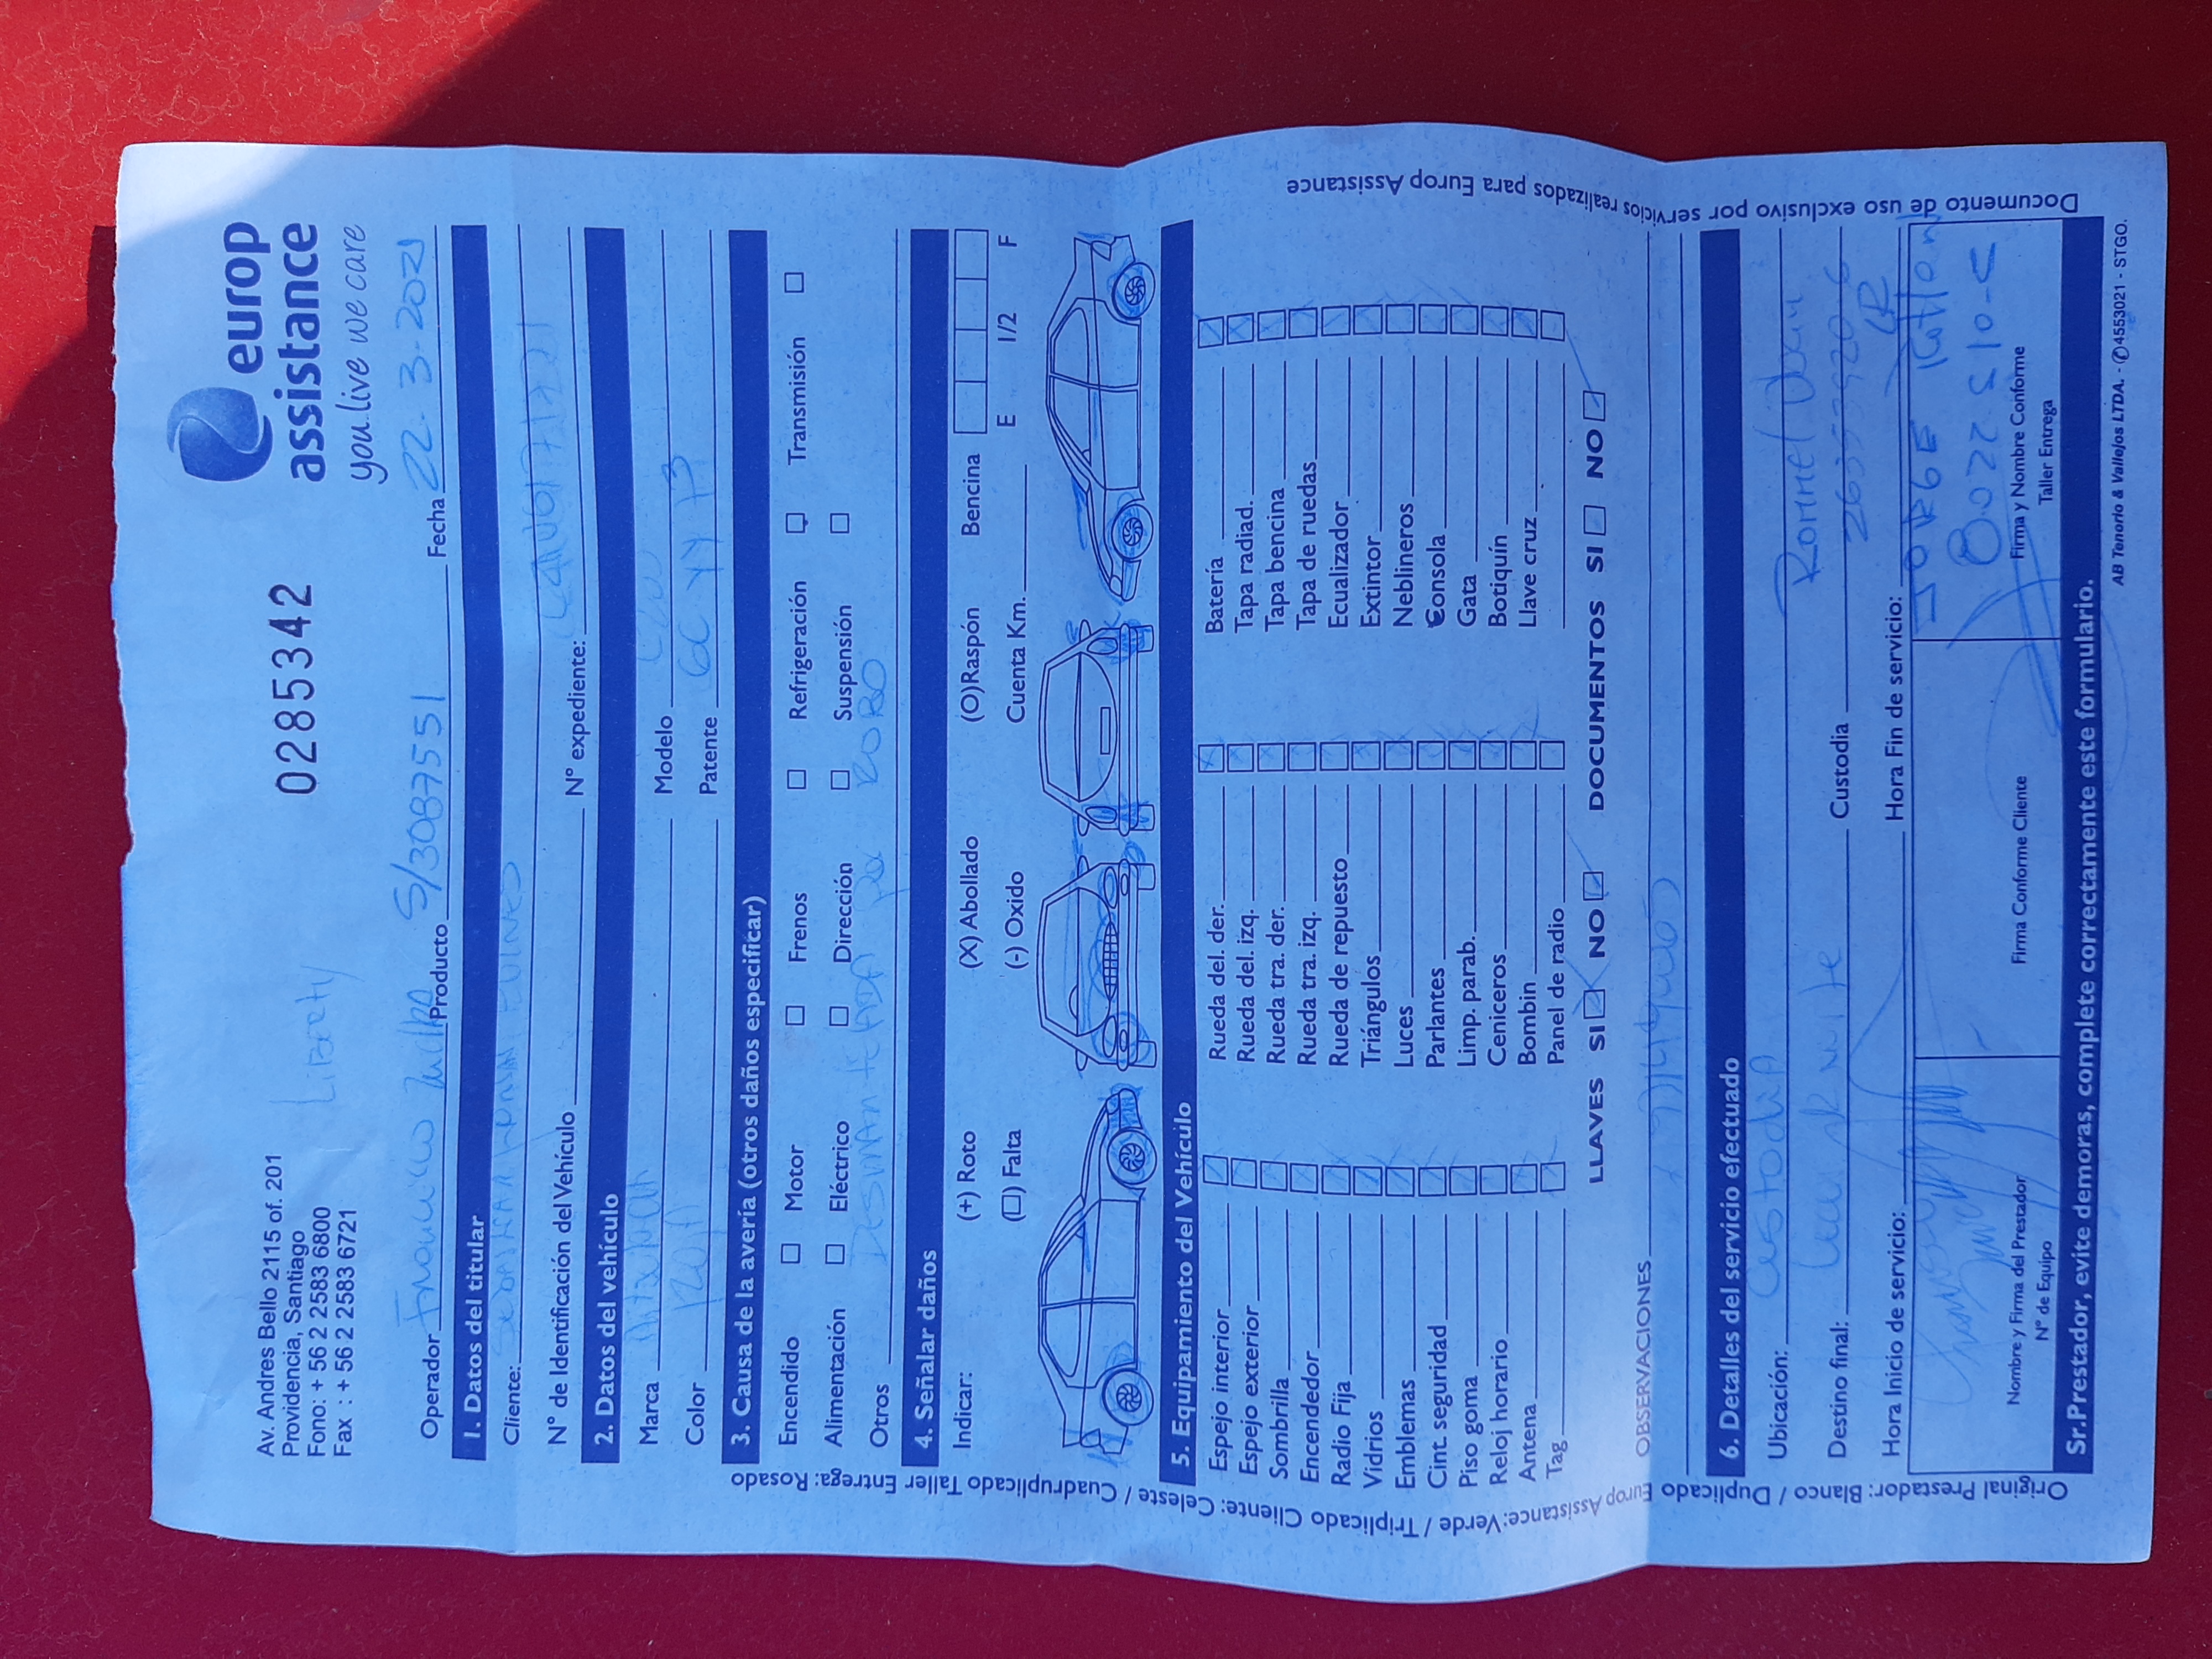 Av. Andres Bello 2115 of. 201
Providencia, Santiago
Fono: + 56 2 2583 6800
Fax : + 56 2 2583 6721
LIBERTY
0285342
europ
assistance
you live we care
Operador Francisco Producto S/30875551 Fecha 22-3-2021
1. Datos del titular
Cliente:
N° de Identificación del Vehículo N° expediente:
2. Datos del vehículo
Marca Modelo
Color Patente GCYY73
3. Causa de la avería (otros daños especificar)
Encendido Motor Frenos Refrigeración Transmisión
Alimentación Eléctrico Dirección Suspensión
Otros DESMANTELADA por ROBO
4. Señalar daños
Indicar: (+) Roto (X) Abollado (O)Raspón Bencina E 1/2 F
(□) Falta (-) Oxido Cuenta Km.
5. Equipamiento del Vehículo
Espejo interior Rueda del. der. Batería
Espejo exterior Rueda del. izq. Tapa radiad.
Sombrilla Rueda tra. der. Tapa bencina
Encendedor Rueda tra. izq. Tapa de ruedas
Radio Fija Rueda de repuesto Ecualizador
Vidrios Triángulos Extintor
Emblemas Luces Neblineros
Cint. seguridad Parlantes Consola
Piso goma Limp. parab. Gata
Reloj horario Ceniceros Botiquín
Antena Bombin Llave cruz
Tag Panel de radio
LLAVES SI NO DOCUMENTOS SI NO
OBSERVACIONES
6. Detalles del servicio efectuado
Ubicación: Custodia
Destino final: Custodia
Hora Inicio de servicio: Hora Fin de servicio:
JORGE
8.022.510-
Nombre y Firma del Prestador Firma Conforme Cliente Firma y Nombre Conforme
N° de Equipo Taller Entrega
Sr.Prestador, evite demoras, complete correctamente este formulario.
AB Tenorio & Vallejos LTDA. - ✆4553021 - STGO.
Original Prestador: Blanco / Duplicado Europ Assistance:Verde / Triplicado Cliente: Celeste / Cuadruplicado Taller Entrega: Rosado
Documento de uso exclusivo por servicios realizados para Europ Assistance